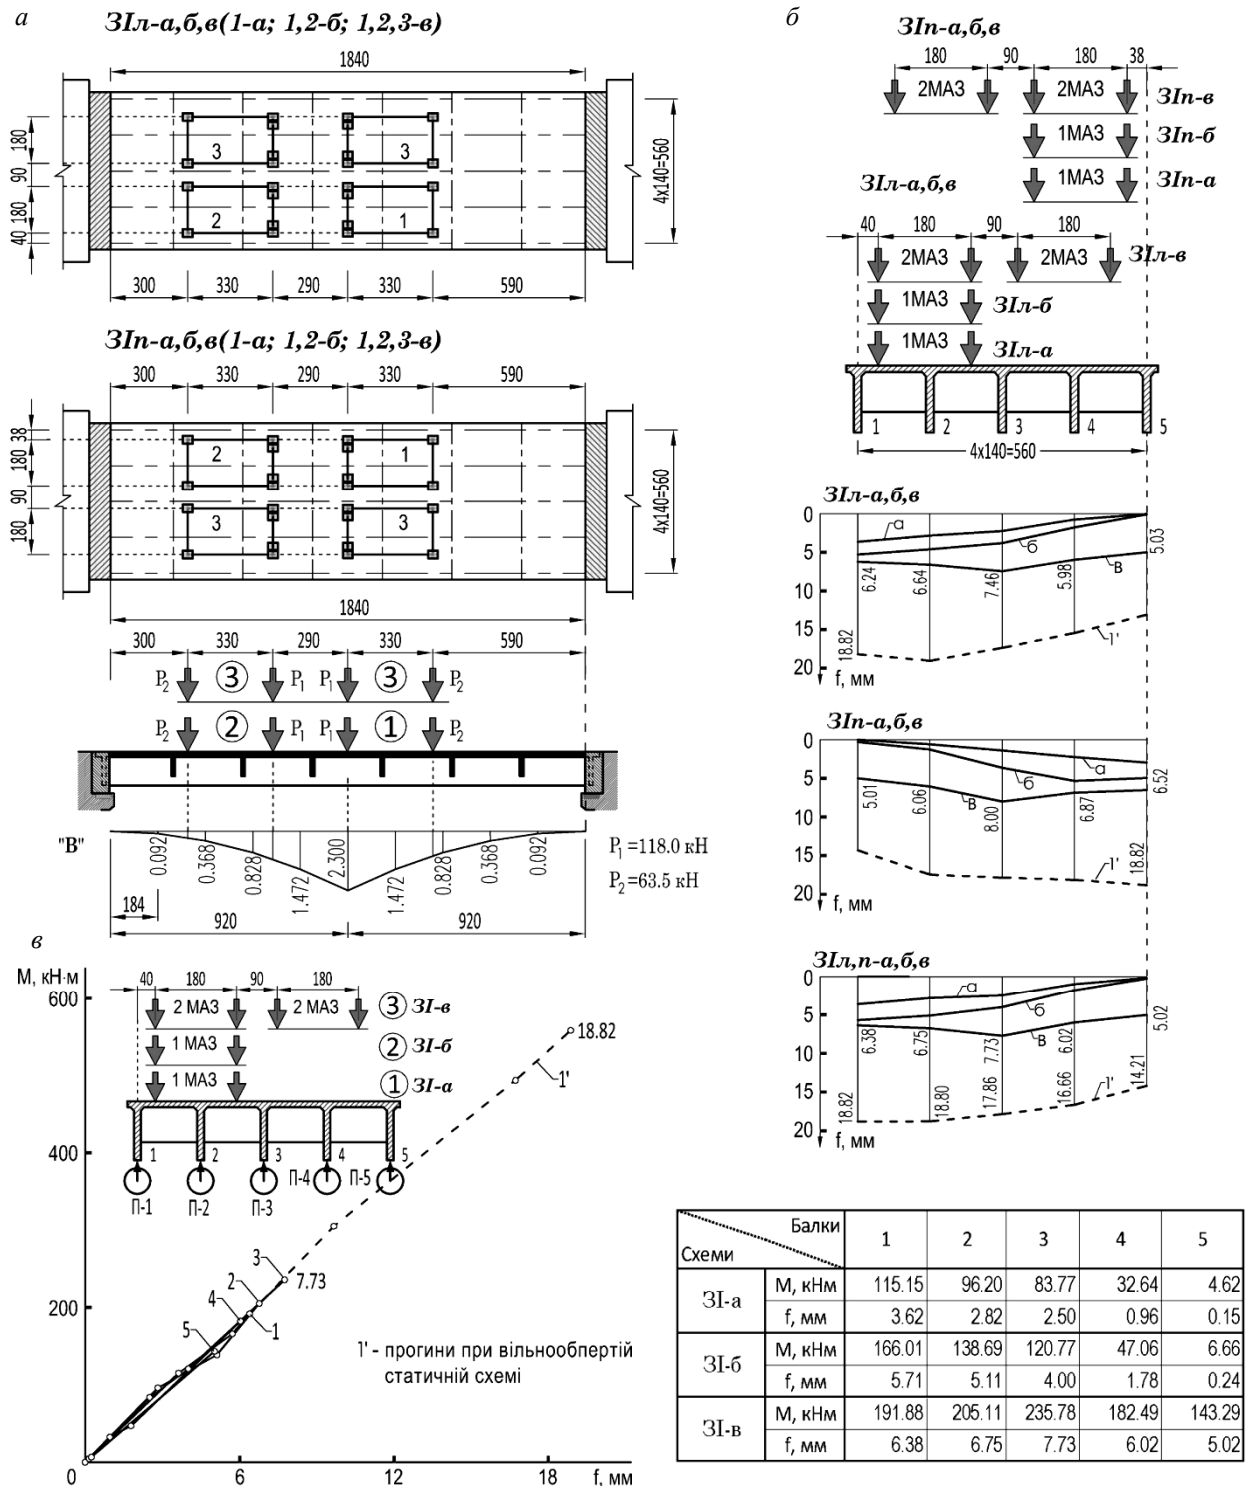 а
ЗІл-а,б,в(1-а; 1,2-б; 1,2,3-в)
1840
180
90
180
40
3
3
2
1
4х140=560
300
330
290
330
590
ЗІп-а,б,в(1-а; 1,2-б; 1,2,3-в)
300
330
290
330
590
38
180
90
180
2
1
3
3
4х140=560
1840
300
330
290
330
590
P₂
3
P₁
P₁
3
P₂
P₂
2
P₁
P₁
1
P₂
"В"
0.092
0.368
0.828
1.472
2.300
1.472
0.828
0.368
0.092
P₁=118.0 кН
P₂=63.5 кН
184
920
920
б
ЗІп-а,б,в
180
90
180
38
2МАЗ
2МАЗ
ЗІп-в
1МАЗ
ЗІп-б
1МАЗ
ЗІп-а
ЗІл-а,б,в
40
180
90
180
2МАЗ
2МАЗ
ЗІл-в
1МАЗ
ЗІл-б
1МАЗ
ЗІл-а
1
2
3
4
5
4х140=560
ЗІл-а,б,в
0
5
10
15
20
f, мм
а
б
в
1'
6.24
6.64
7.46
5.98
5.03
18.82
ЗІп-а,б,в
0
5
10
15
20
f, мм
а
б
в
1'
5.01
6.06
8.00
6.87
6.52
18.82
ЗІл,п-а,б,в
0
5
10
15
20
f, мм
а
б
в
1'
6.38
6.75
7.73
6.02
5.02
18.82
18.80
17.86
16.66
14.21
в
М, кН·м
600
400
200
0
6
12
18
f, мм
40
180
90
180
2 МАЗ
2 МАЗ
3 ЗІ-в
1 МАЗ
2 ЗІ-б
1 МАЗ
1 ЗІ-а
1
2
3
4
5
П-1
П-2
П-3
П-4
П-5
18.82
1'
3
7.73
2
4
1
5
1' - прогини при вільнообпертій
статичній схемі
Балки
Схеми
1 2 3 4 5
ЗІ-а М, кНм 115.15 96.20 83.77 32.64 4.62
f, мм 3.62 2.82 2.50 0.96 0.15
ЗІ-б М, кНм 166.01 138.69 120.77 47.06 6.66
f, мм 5.71 5.11 4.00 1.78 0.24
ЗІ-в М, кНм 191.88 205.11 235.78 182.49 143.29
f, мм 6.38 6.75 7.73 6.02 5.02